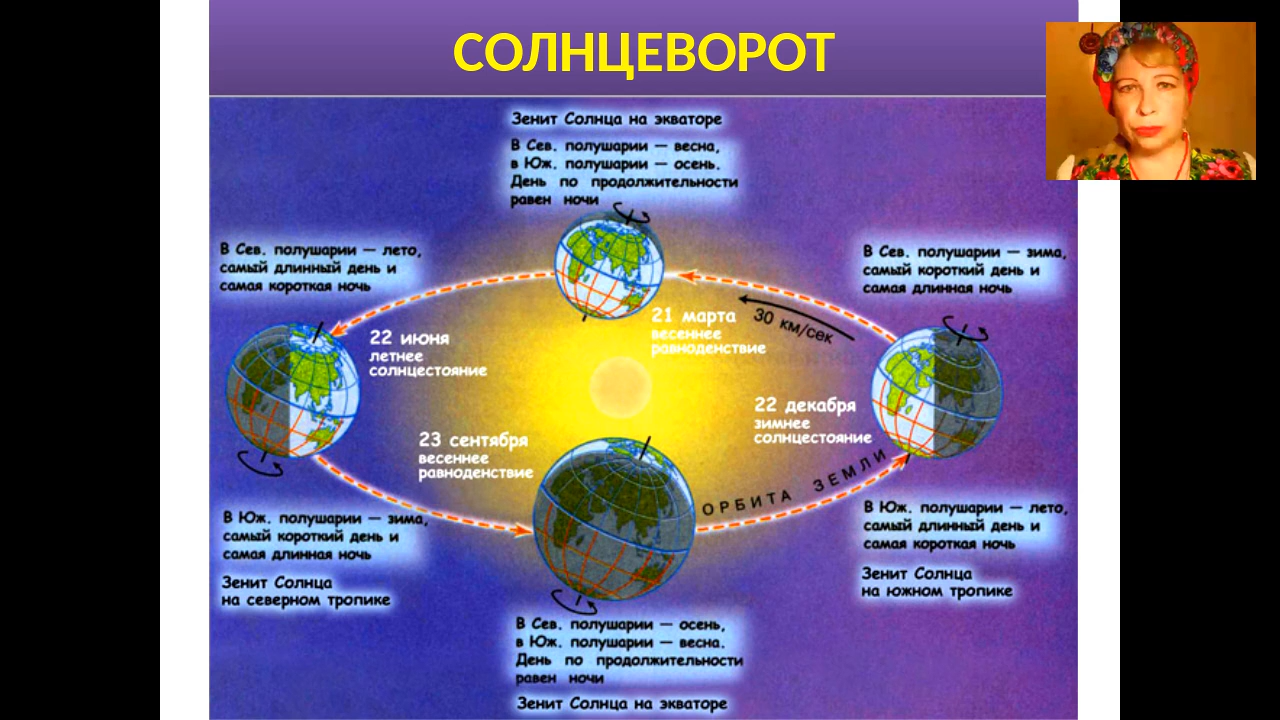 СОЛНЦЕВОРОТ
Зенит Солнца на экваторе
В Сев. полушарии — весна,
в Юж. полушарии — осень.
День по продолжительности
равен ночи
В Сев. полушарии — лето,
самый длинный день и
самая короткая ночь
В Сев. полушарии — зима,
самый короткий день и
самая длинная ночь
21 марта
весеннее
равноденствие
30 км/сек
22 июня
летнее
солнцестояние
22 декабря
зимнее
солнцестояние
23 сентября
весеннее
равноденствие
ОРБИТА ЗЕМЛИ
В Юж. полушарии — зима,
самый короткий день и
самая длинная ночь
Зенит Солнца
на северном тропике
В Юж. полушарии — лето,
самый длинный день и
самая короткая ночь
Зенит Солнца
на южном тропике
В Сев. полушарии — осень,
в Юж. полушарии — весна.
День по продолжительности
равен ночи
Зенит Солнца на экваторе